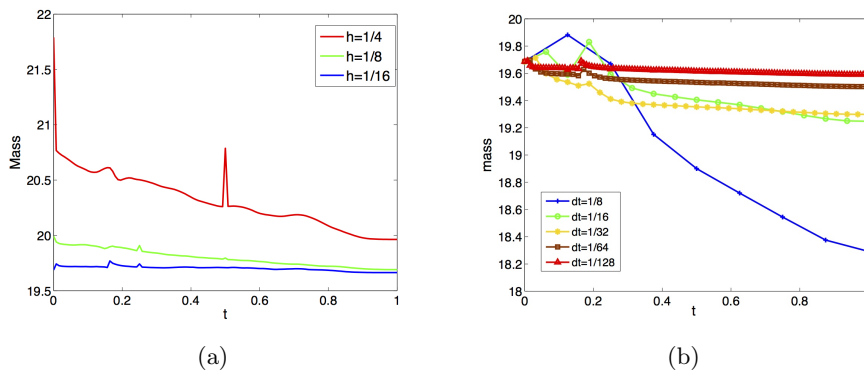 22
21.5
21
20.5
20
19.5
0
0.2
0.4
0.6
0.8
1
Mass
t
h=1/4
h=1/8
h=1/16
(a)
20
19.8
19.6
19.4
19.2
19
18.8
18.6
18.4
18.2
18
0
0.2
0.4
0.6
0.8
mass
t
dt=1/8
dt=1/16
dt=1/32
dt=1/64
dt=1/128
(b)